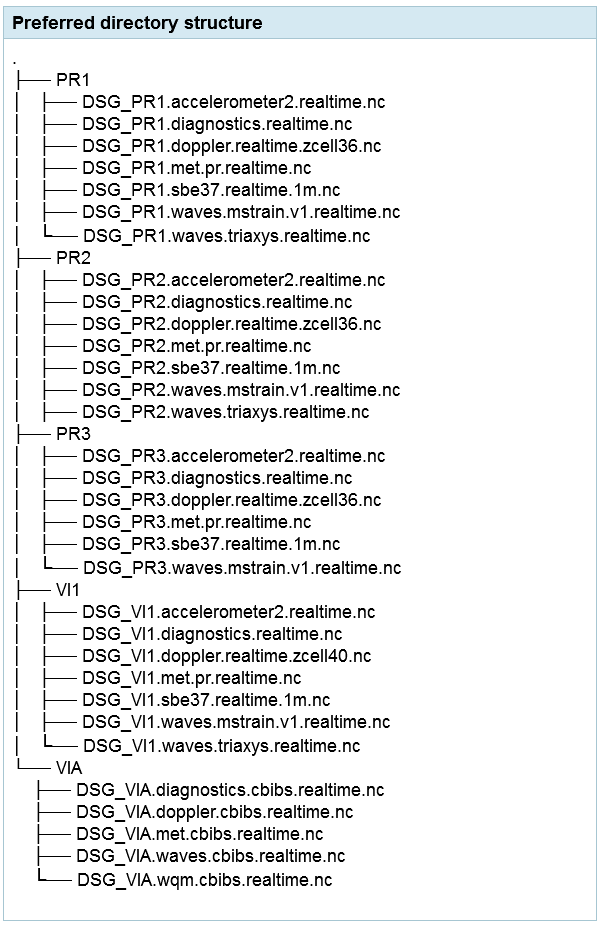 Preferred directory structure
.
├── PR1
│   ├── DSG_PR1.accelerometer2.realtime.nc
│   ├── DSG_PR1.diagnostics.realtime.nc
│   ├── DSG_PR1.doppler.realtime.zcell36.nc
│   ├── DSG_PR1.met.pr.realtime.nc
│   ├── DSG_PR1.sbe37.realtime.1m.nc
│   ├── DSG_PR1.waves.mstrain.v1.realtime.nc
│   └── DSG_PR1.waves.triaxys.realtime.nc
├── PR2
│   ├── DSG_PR2.accelerometer2.realtime.nc
│   ├── DSG_PR2.diagnostics.realtime.nc
│   ├── DSG_PR2.doppler.realtime.zcell36.nc
│   ├── DSG_PR2.met.pr.realtime.nc
│   ├── DSG_PR2.sbe37.realtime.1m.nc
│   ├── DSG_PR2.waves.mstrain.v1.realtime.nc
│   ├── DSG_PR2.waves.triaxys.realtime.nc
├── PR3
│   ├── DSG_PR3.accelerometer2.realtime.nc
│   ├── DSG_PR3.diagnostics.realtime.nc
│   ├── DSG_PR3.doppler.realtime.zcell36.nc
│   ├── DSG_PR3.met.pr.realtime.nc
│   ├── DSG_PR3.sbe37.realtime.1m.nc
│   └── DSG_PR3.waves.mstrain.v1.realtime.nc
├── VI1
│   ├── DSG_VI1.accelerometer2.realtime.nc
│   ├── DSG_VI1.diagnostics.realtime.nc
│   ├── DSG_VI1.doppler.realtime.zcell40.nc
│   ├── DSG_VI1.met.pr.realtime.nc
│   ├── DSG_VI1.sbe37.realtime.1m.nc
│   ├── DSG_VI1.waves.mstrain.v1.realtime.nc
│   └── DSG_VI1.waves.triaxys.realtime.nc
└── VIA
    ├── DSG_VIA.diagnostics.cbibs.realtime.nc
    ├── DSG_VIA.doppler.cbibs.realtime.nc
    ├── DSG_VIA.met.cbibs.realtime.nc
    ├── DSG_VIA.waves.cbibs.realtime.nc
    └── DSG_VIA.wqm.cbibs.realtime.nc